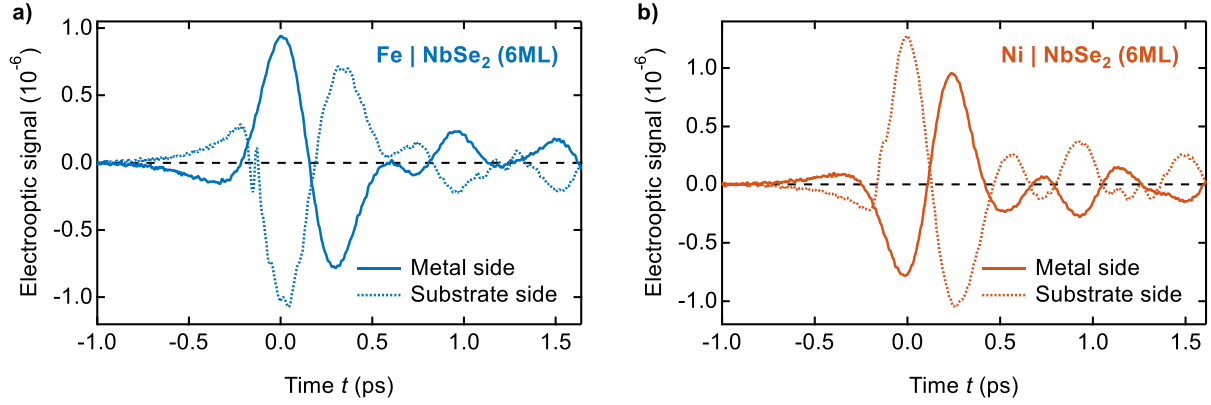 a)
Fe | NbSe₂ (6ML)
Electrooptic signal (10⁻⁶)
1.0
0.5
0.0
-0.5
-1.0
Metal side
Substrate side
-1.0 -0.5 0.0 0.5 1.0 1.5
Time t (ps)
b)
Ni | NbSe₂ (6ML)
Electrooptic signal (10⁻⁶)
1.0
0.5
0.0
-0.5
-1.0
Metal side
Substrate side
-1.0 -0.5 0.0 0.5 1.0 1.5
Time t (ps)